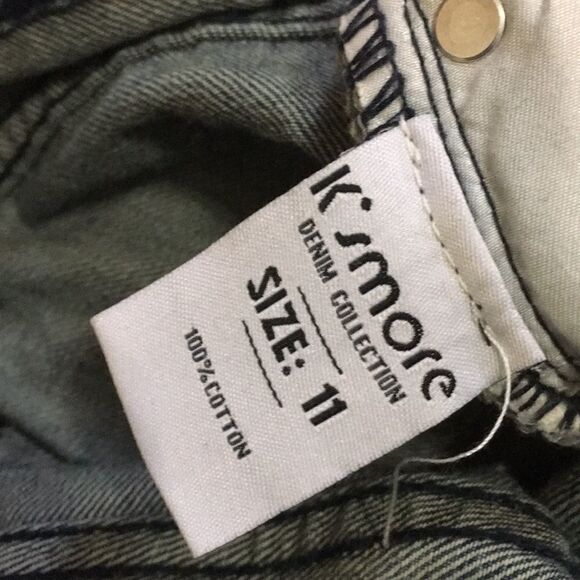 K'smore
DENIM COLLECTION
SIZE: 11
100%COTTON